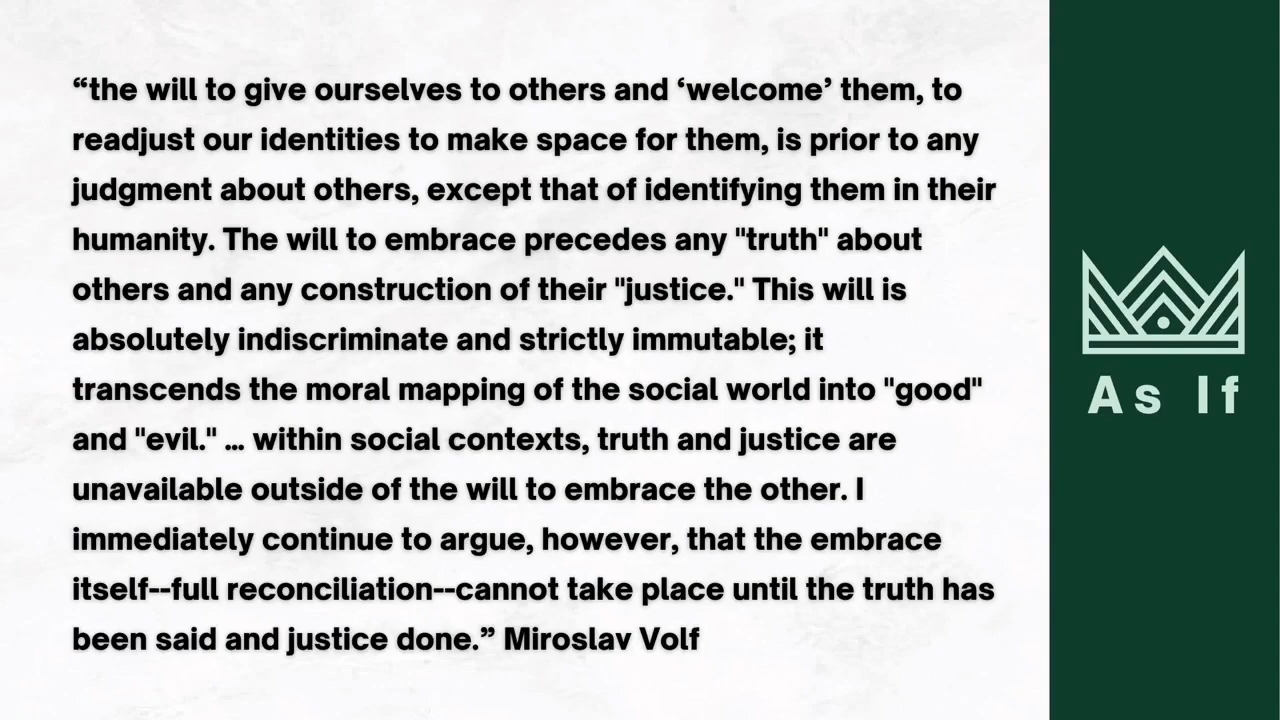 “the will to give ourselves to others and ‘welcome’ them, to
readjust our identities to make space for them, is prior to any
judgment about others, except that of identifying them in their
humanity. The will to embrace precedes any "truth" about
others and any construction of their "justice." This will is
absolutely indiscriminate and strictly immutable; it
transcends the moral mapping of the social world into "good"
and "evil." … within social contexts, truth and justice are
unavailable outside of the will to embrace the other. I
immediately continue to argue, however, that the embrace
itself--full reconciliation--cannot take place until the truth has
been said and justice done.” Miroslav Volf
As If